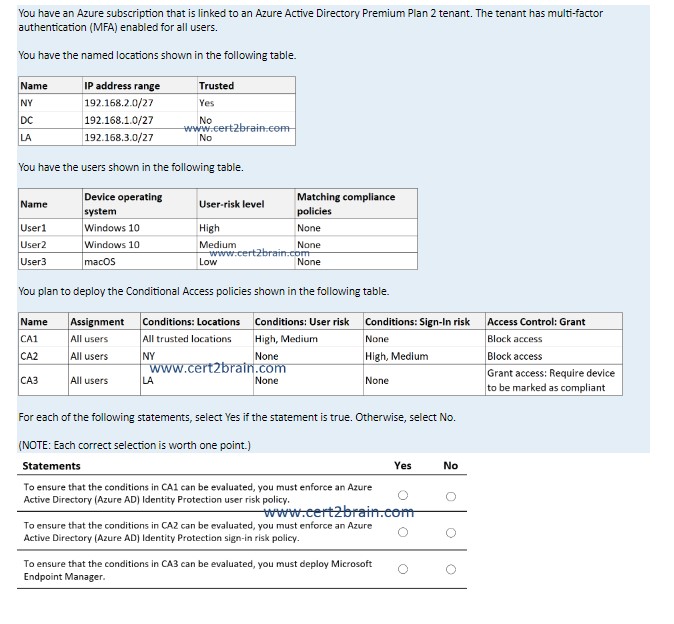 You have an Azure subscription that is linked to an Azure Active Directory Premium Plan 2 tenant. The tenant has multi-factor
authentication (MFA) enabled for all users.
You have the named locations shown in the following table.
Name IP address range Trusted
NY 192.168.2.0/27 Yes
DC 192.168.1.0/27 No
www.cert2brain.com
LA 192.168.3.0/27 No
You have the users shown in the following table.
Name Device operating system User-risk level Matching compliance policies
User1 Windows 10 High None
User2 Windows 10 Medium None
www.cert2brain.com
User3 macOS Low None
You plan to deploy the Conditional Access policies shown in the following table.
Name Assignment Conditions: Locations Conditions: User risk Conditions: Sign-In risk Access Control: Grant
CA1 All users All trusted locations High, Medium None Block access
CA2 All users NY None High, Medium Block access
www.cert2brain.com
CA3 All users LA None None Grant access: Require device
to be marked as compliant
For each of the following statements, select Yes if the statement is true. Otherwise, select No.
(NOTE: Each correct selection is worth one point.)
Statements Yes No
To ensure that the conditions in CA1 can be evaluated, you must enforce an Azure
Active Directory (Azure AD) Identity Protection user risk policy.
www.cert2brain.com
To ensure that the conditions in CA2 can be evaluated, you must enforce an Azure
Active Directory (Azure AD) Identity Protection sign-in risk policy.
To ensure that the conditions in CA3 can be evaluated, you must deploy Microsoft
Endpoint Manager.